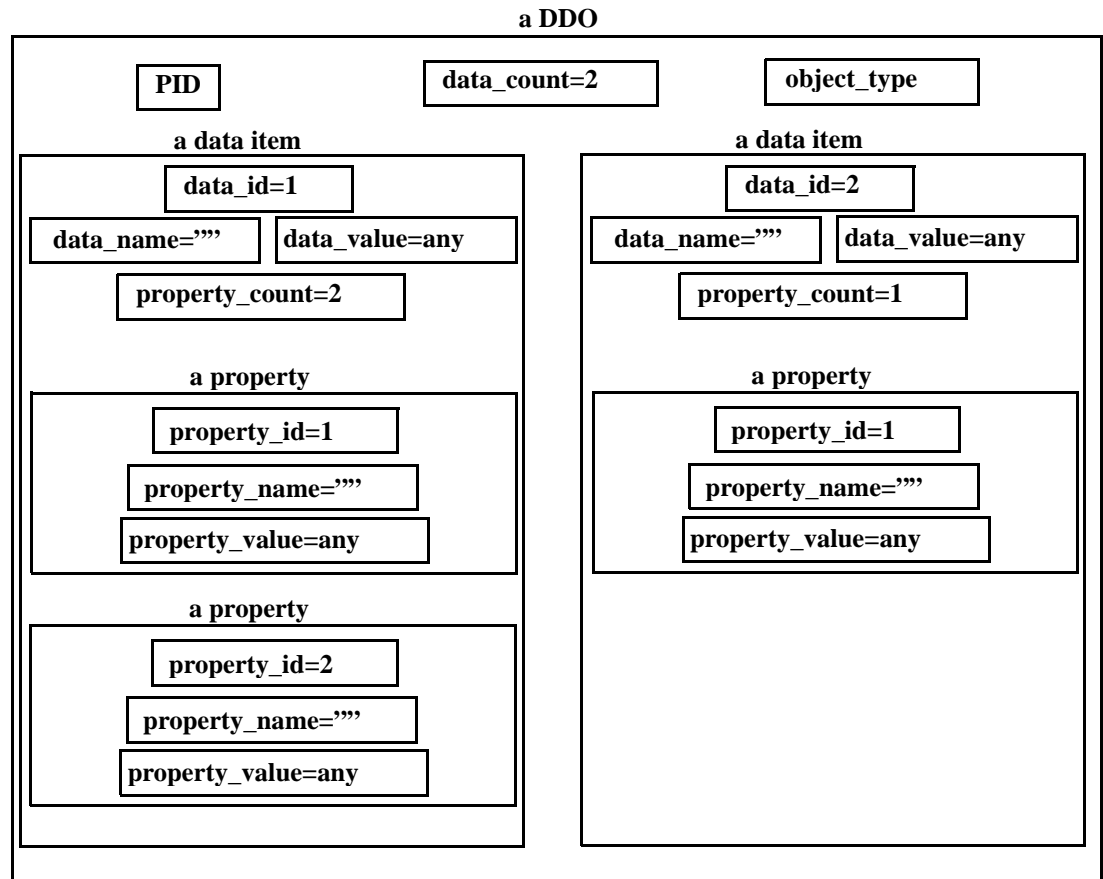 a DDO
PID
data_count=2
object_type
a data item
data_id=1
data_name=””
data_value=any
property_count=2
a property
property_id=1
property_name=””
property_value=any
a property
property_id=2
property_name=””
property_value=any
a data item
data_id=2
data_name=””
data_value=any
property_count=1
a property
property_id=1
property_name=””
property_value=any